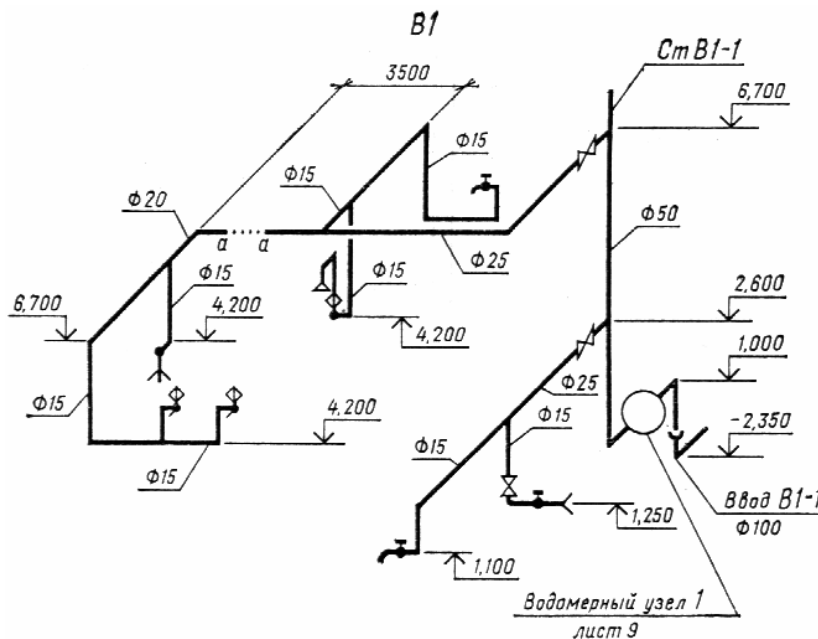 В1
Ст В1-1
3500
6,700
Ф15
Ф15
Ф20
Ф50
а
а
Ф25
Ф15
Ф15
6,700
4,200
2,600
4,200
1,000
Ф25
Ф15
4,200
Ф15
-2,350
Ф15
Ф15
Ввод В1-1
Ф100
1,250
1,100
Водомерный узел 1
лист 9